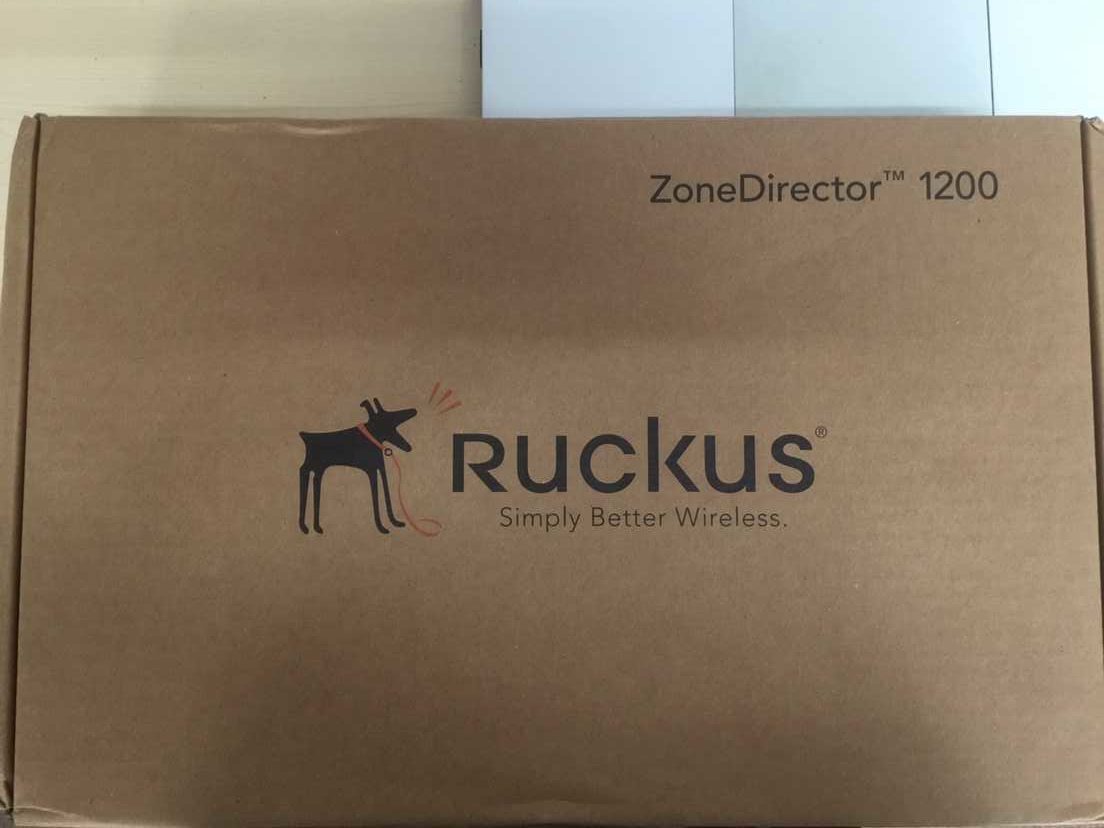 ZoneDirector™ 1200
Ruckus®
Simply Better Wireless.